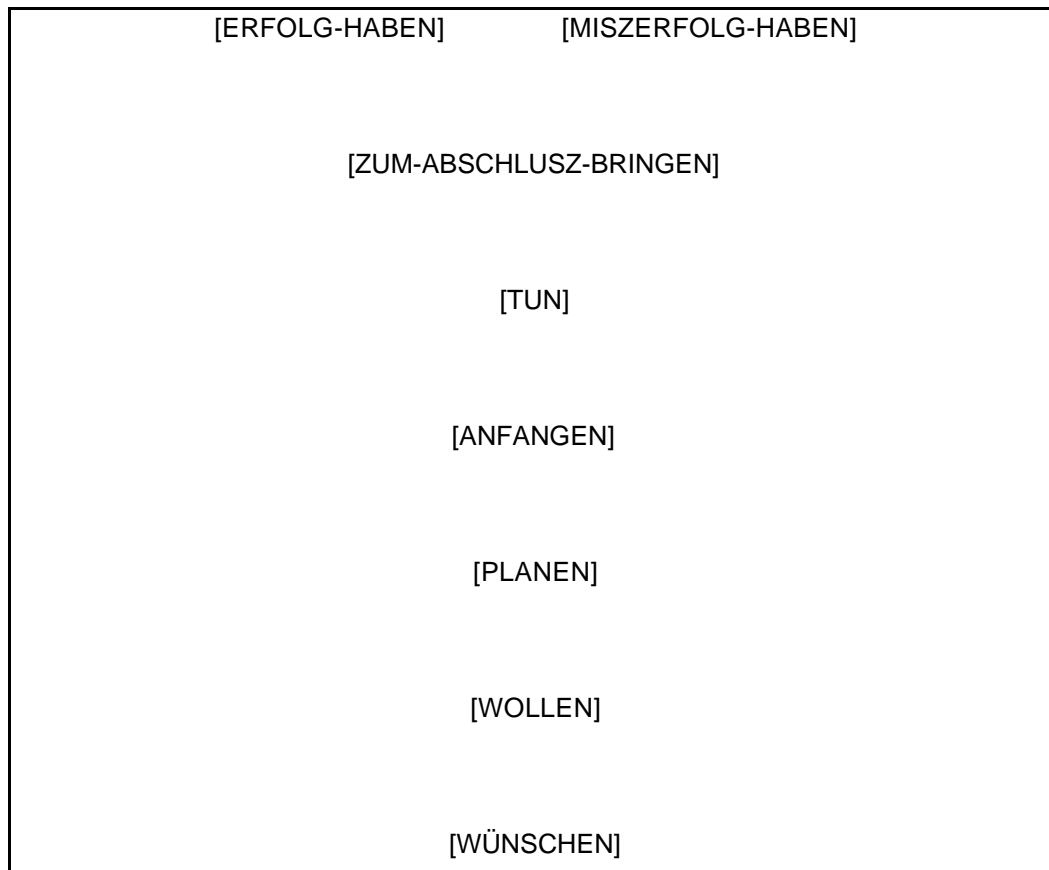 [ERFOLG-HABEN] [MISZERFOLG-HABEN]
[ZUM-ABSCHLUSZ-BRINGEN]
[TUN]
[ANFANGEN]
[PLANEN]
[WOLLEN]
[WÜNSCHEN]